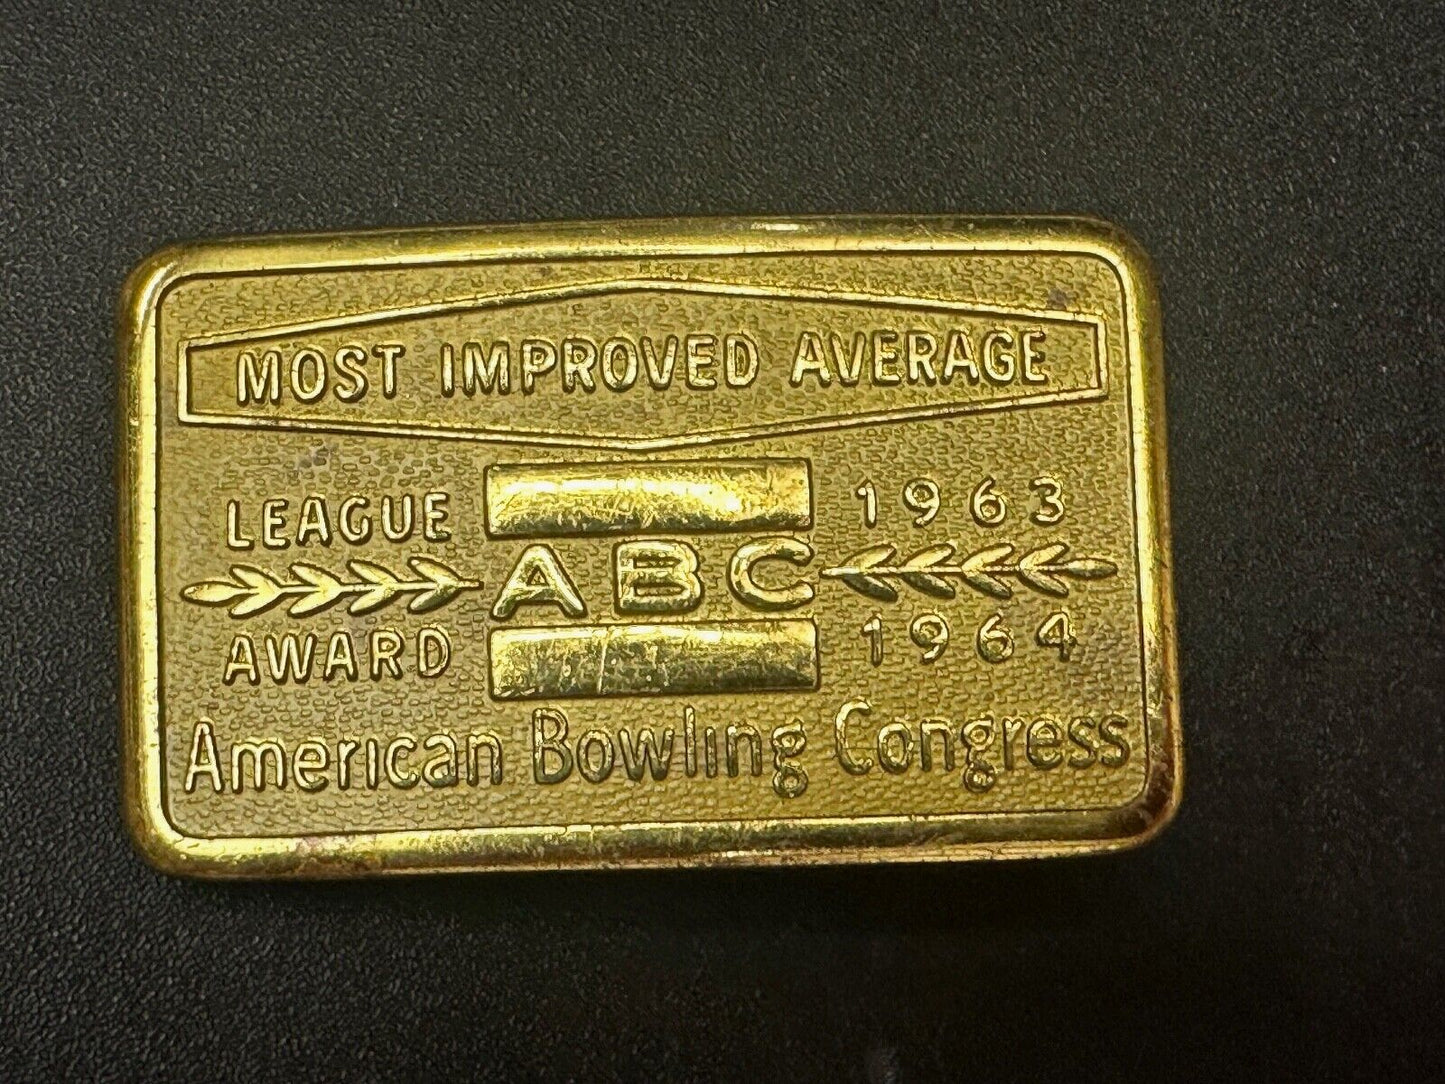 MOST IMPROVED AVERAGE
LEAGUE 1963
ABC
AWARD 1964
American Bowling Congress